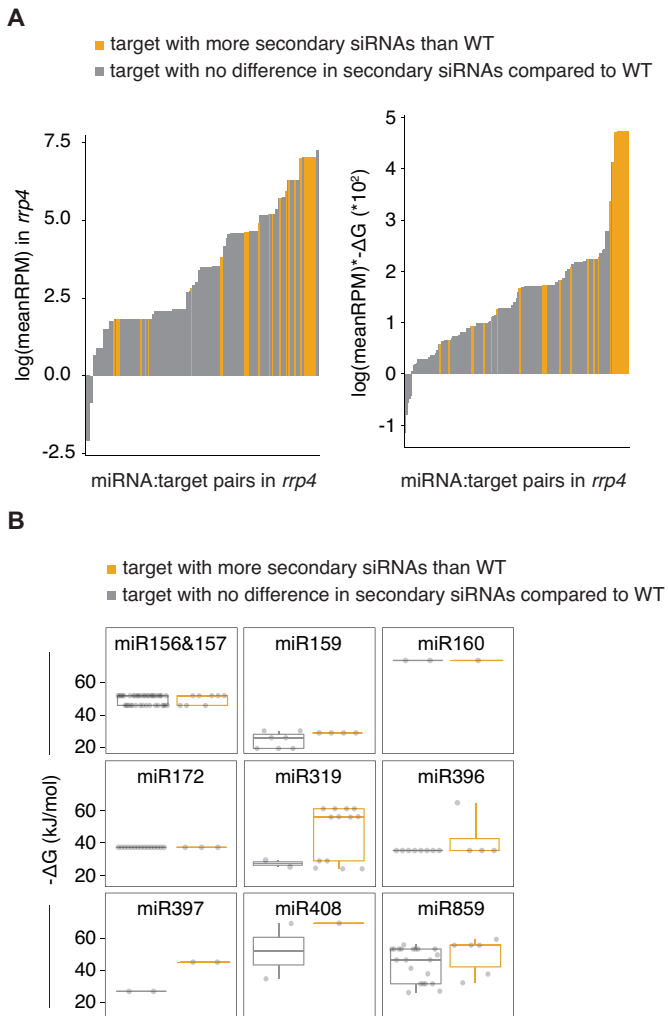 A
target with more secondary siRNAs than WT
target with no difference in secondary siRNAs compared to WT
log(meanRPM) in rrp4
7.5
5.0
2.5
0.0
-2.5
miRNA:target pairs in rrp4
log(meanRPM)*-ΔG (*10²)
5
4
3
2
1
0
-1
miRNA:target pairs in rrp4
B
target with more secondary siRNAs than WT
target with no difference in secondary siRNAs compared to WT
-ΔG (kJ/mol)
miR156&157 miR159 miR160
60
40
20
miR172 miR319 miR396
60
40
20
miR397 miR408 miR859
60
40
20